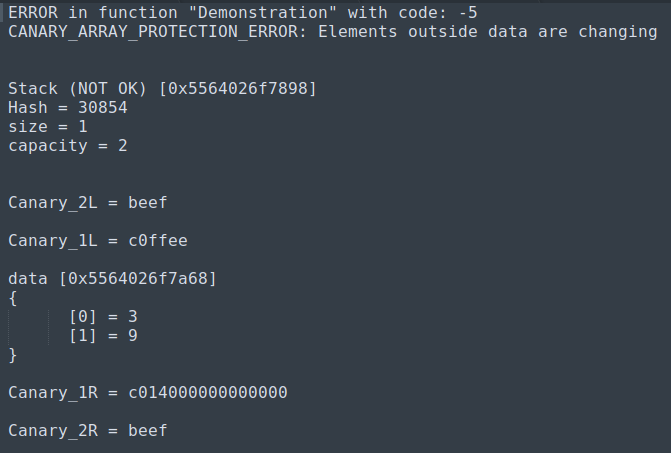 ERROR in function "Demonstration" with code: -5
CANARY_ARRAY_PROTECTION_ERROR: Elements outside data are changing
Stack (NOT OK) [0x5564026f7898]
Hash = 30854
size = 1
capacity = 2
Canary_2L = beef
Canary_1L = c0ffee
data [0x5564026f7a68]
{
[0] = 3
[1] = 9
}
Canary_1R = c014000000000000
Canary_2R = beef